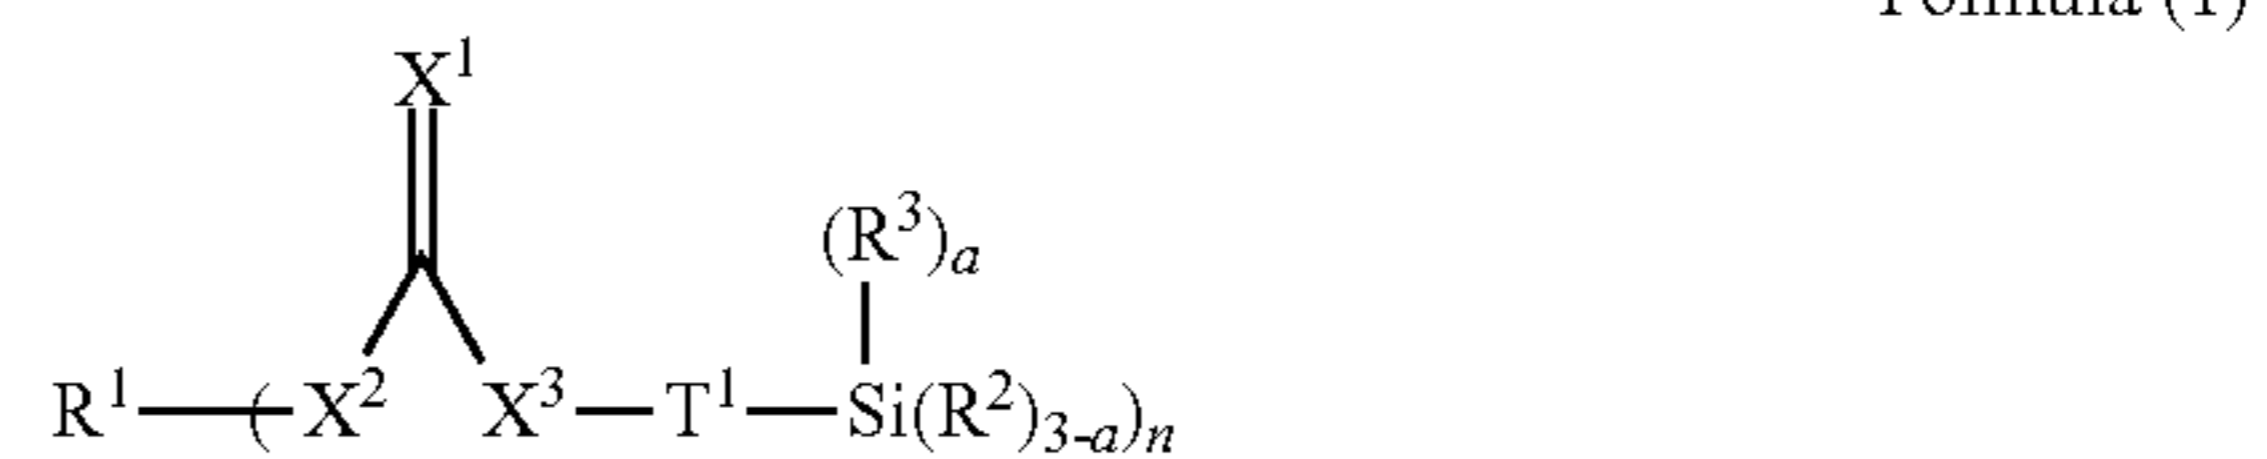 Formula (1)
X¹
(R³)ₐ
R¹—(X² X³—T¹—Si(R²)₃₋ₐ)ₙ